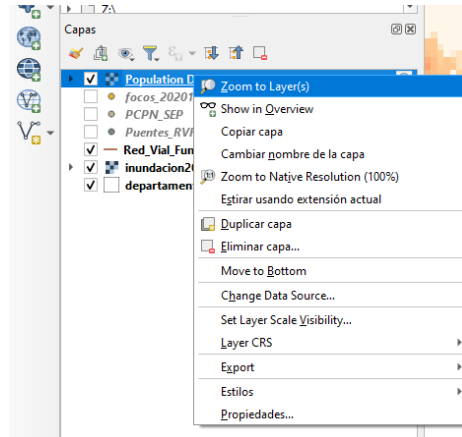 Z:\
Capas
Population D
focos_20201
PCPN_SEP
Puentes_RVF
Red_Vial_Fun
inundacion20
departament
Zoom to Layer(s)
Show in Overview
Copiar capa
Cambiar nombre de la capa
Zoom to Native Resolution (100%)
Estirar usando extensión actual
Duplicar capa
Eliminar capa...
Move to Bottom
Change Data Source...
Set Layer Scale Visibility...
Layer CRS
Export
Estilos
Propiedades...